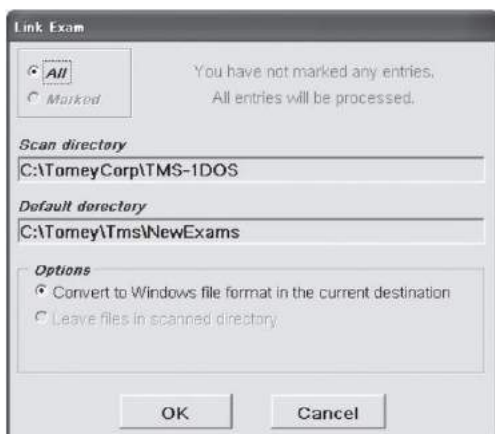 Link Exam
All
You have not marked any entries.
Marked
All entries will be processed.
Scan directory
C:\TomeyCorp\TMS-1DOS
Default derectory
C:\Tomey\Tms\NewExams
Options
Convert to Windows file format in the current destination
Leave files in scanned directory
OK
Cancel